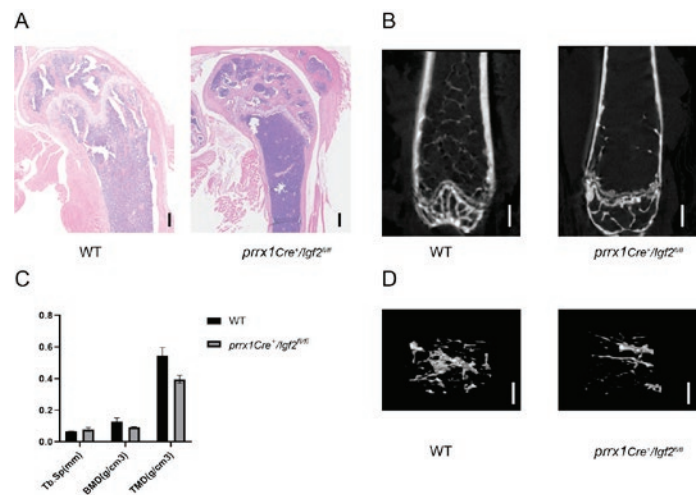 A
B
WT
prrx1Cre⁺/Igf2ᶠˡ/ᶠˡ
WT
prrx1Cre⁺/Igf2ᶠˡ/ᶠˡ
C
D
WT
prrx1Cre⁺/Igf2ᶠˡ/ᶠˡ
0.8
0.6
0.4
0.2
0.0
Tb.Sp(mm)
BMD(g/cm3)
TMD(g/cm3)
WT
prrx1Cre⁺/Igf2ᶠˡ/ᶠˡ